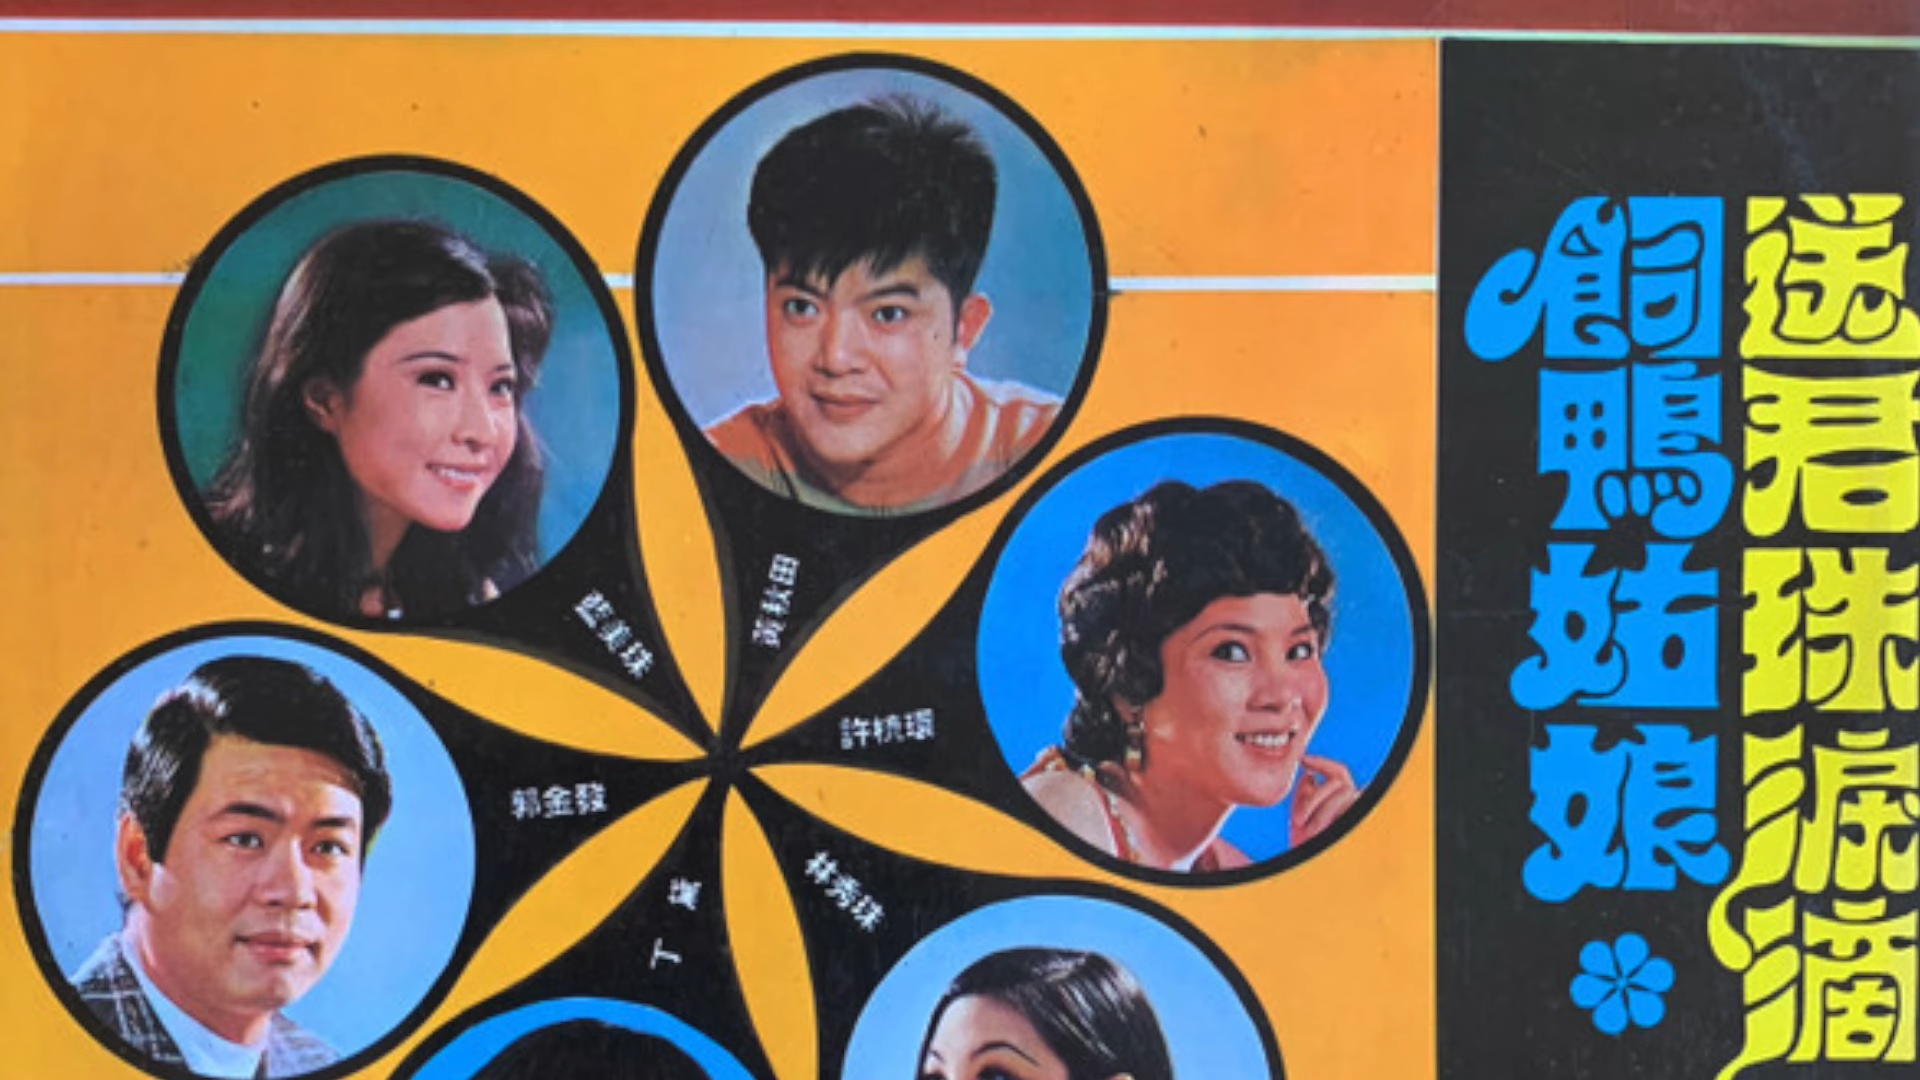 送君珠淚滴
飼鴨姑娘
藍美珠
黃秋田
許杭環
郭金發
林秀珠
丁黛